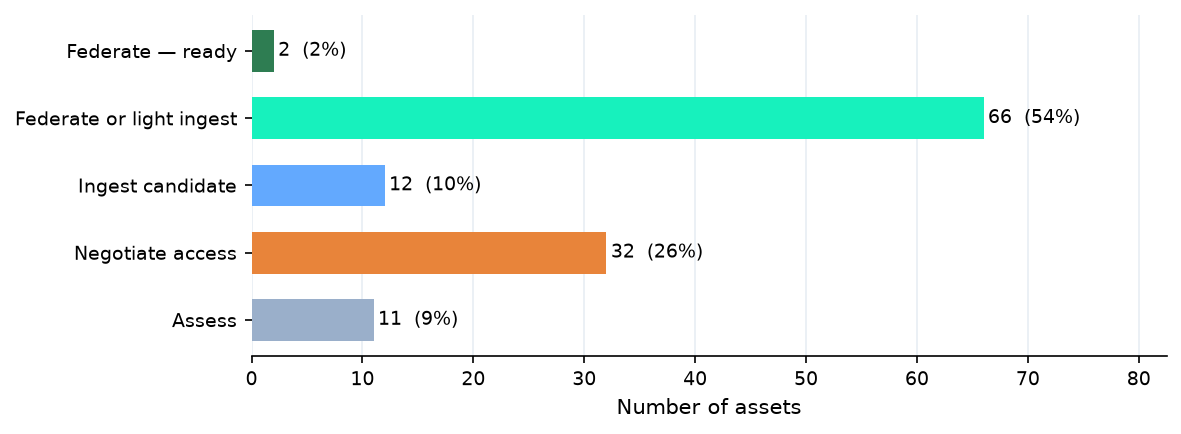 Federate — ready 2 (2%)
Federate or light ingest 66 (54%)
Ingest candidate 12 (10%)
Negotiate access 32 (26%)
Assess 11 (9%)
0 10 20 30 40 50 60 70 80
Number of assets